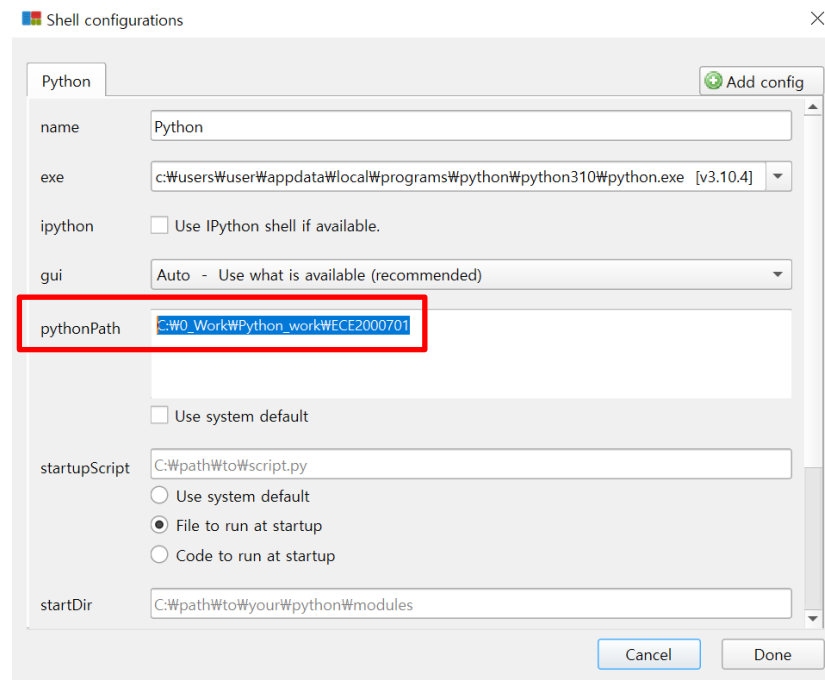 Shell configurations
Python
Add config
name
Python
exe
c:₩users₩user₩appdata₩local₩programs₩python₩python310₩python.exe [v3.10.4]
ipython
Use IPython shell if available.
gui
Auto - Use what is available (recommended)
pythonPath
C:₩0_Work₩Python_work₩ECE2000701
Use system default
startupScript
C:₩path₩to₩script.py
Use system default
File to run at startup
Code to run at startup
startDir
C:₩path₩to₩your₩python₩modules
Cancel
Done